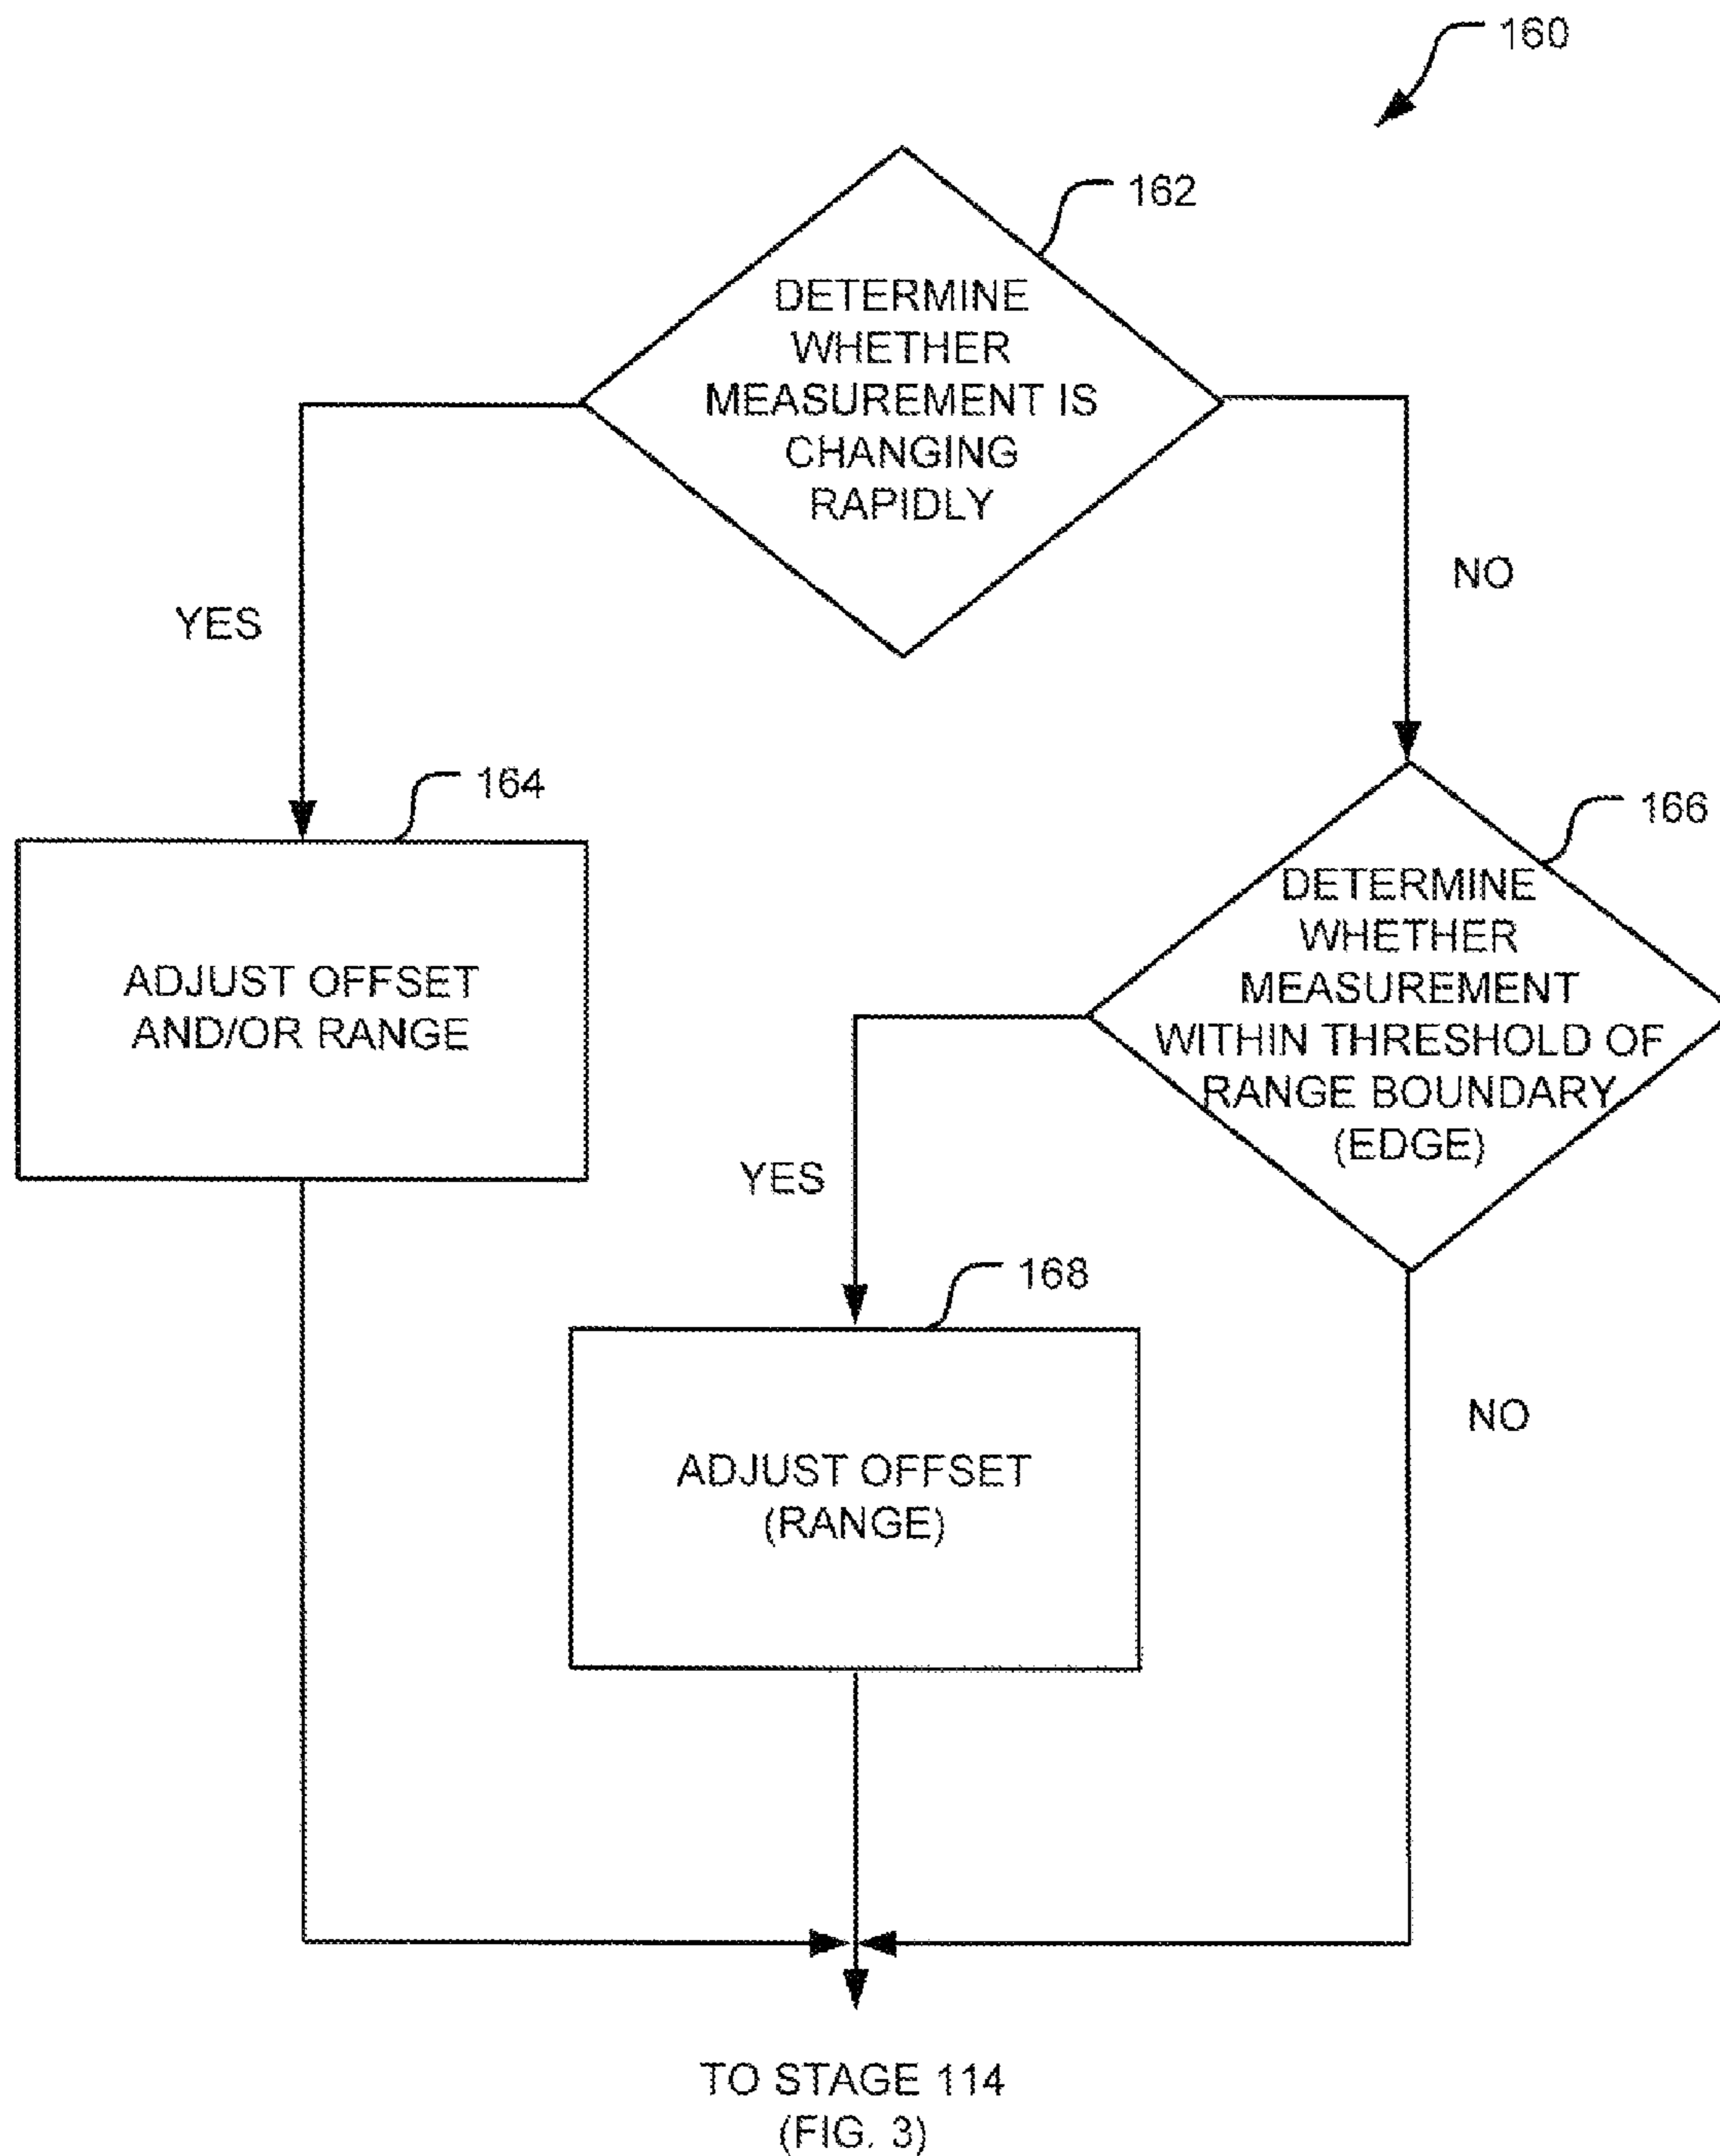 160
162
DETERMINE
WHETHER
MEASUREMENT IS
CHANGING
RAPIDLY
YES
NO
164
ADJUST OFFSET
AND/OR RANGE
166
DETERMINE
WHETHER
MEASUREMENT
WITHIN THRESHOLD OF
RANGE BOUNDARY
(EDGE)
YES
168
ADJUST OFFSET
(RANGE)
NO
TO STAGE 114
(FIG. 3)